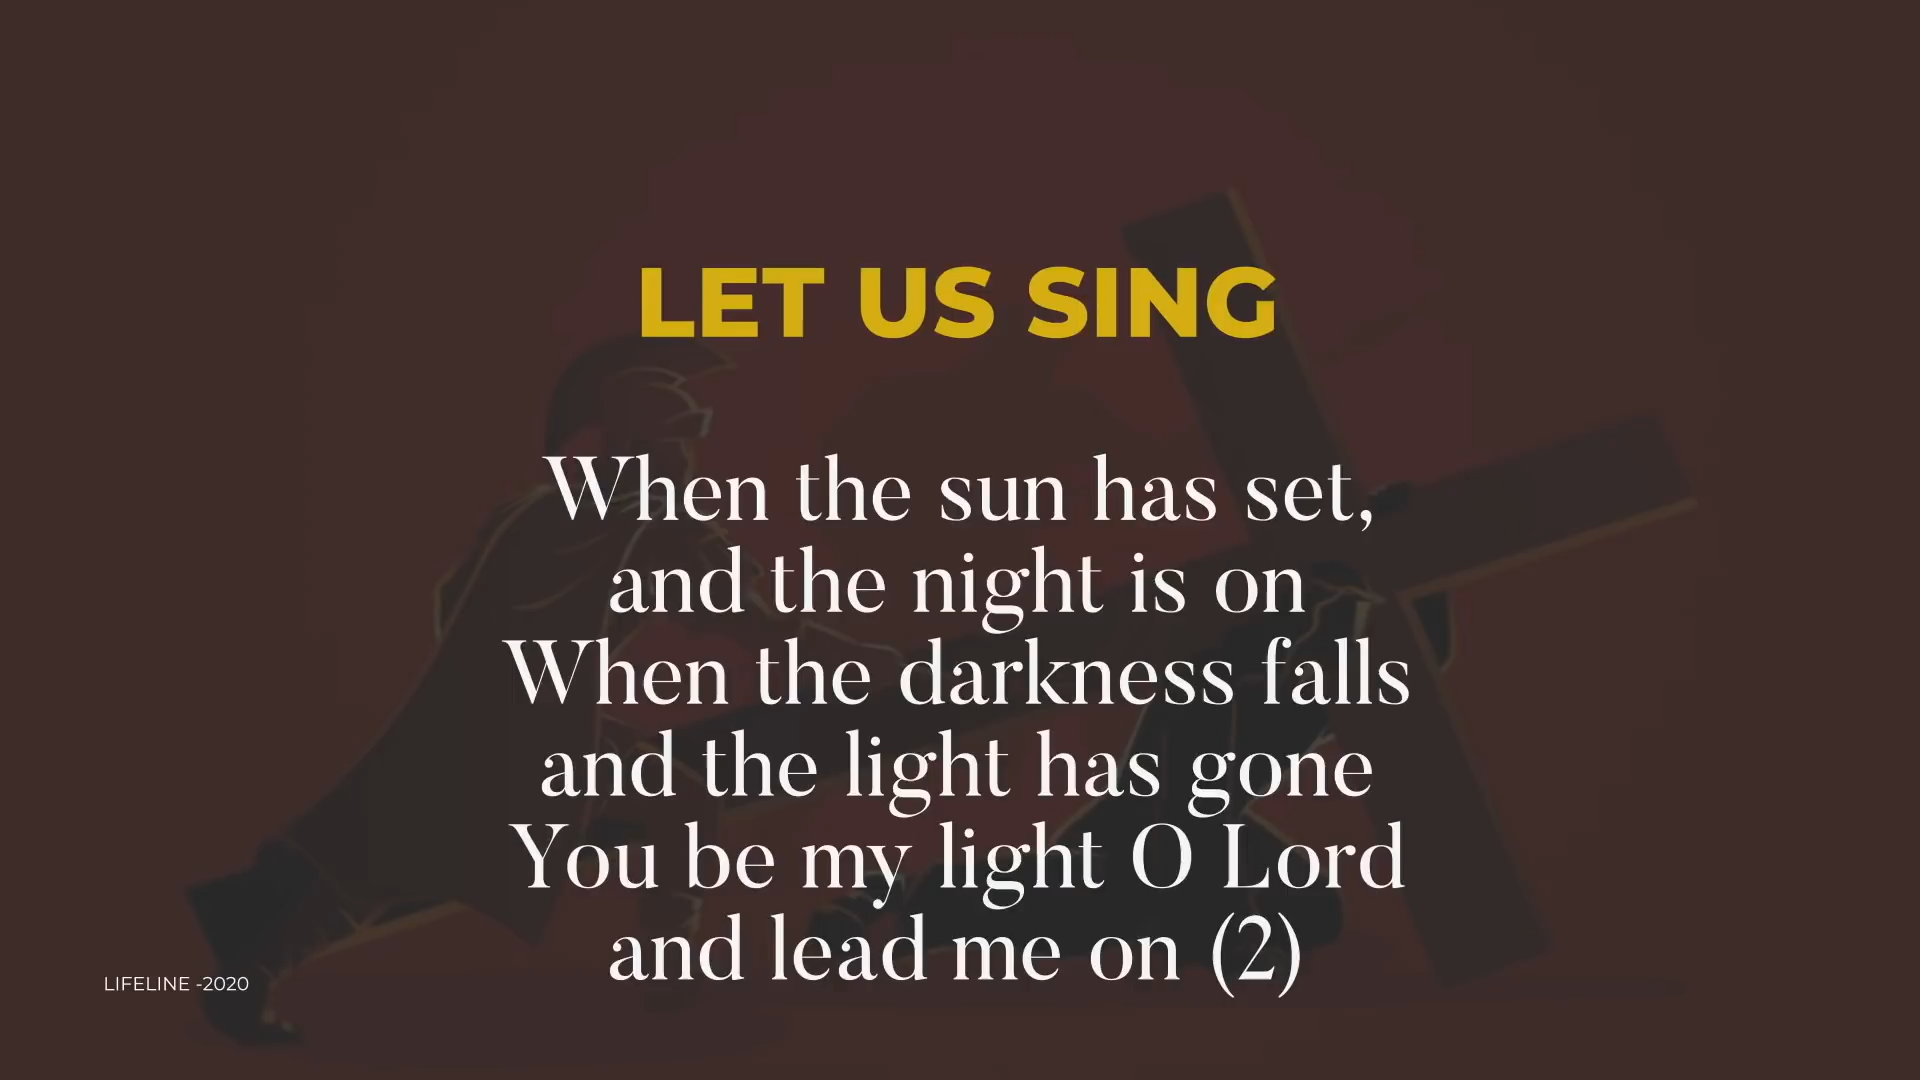 LET US SING
When the sun has set,
and the night is on
When the darkness falls
and the light has gone
You be my light O Lord
and lead me on (2)
LIFELINE -2020